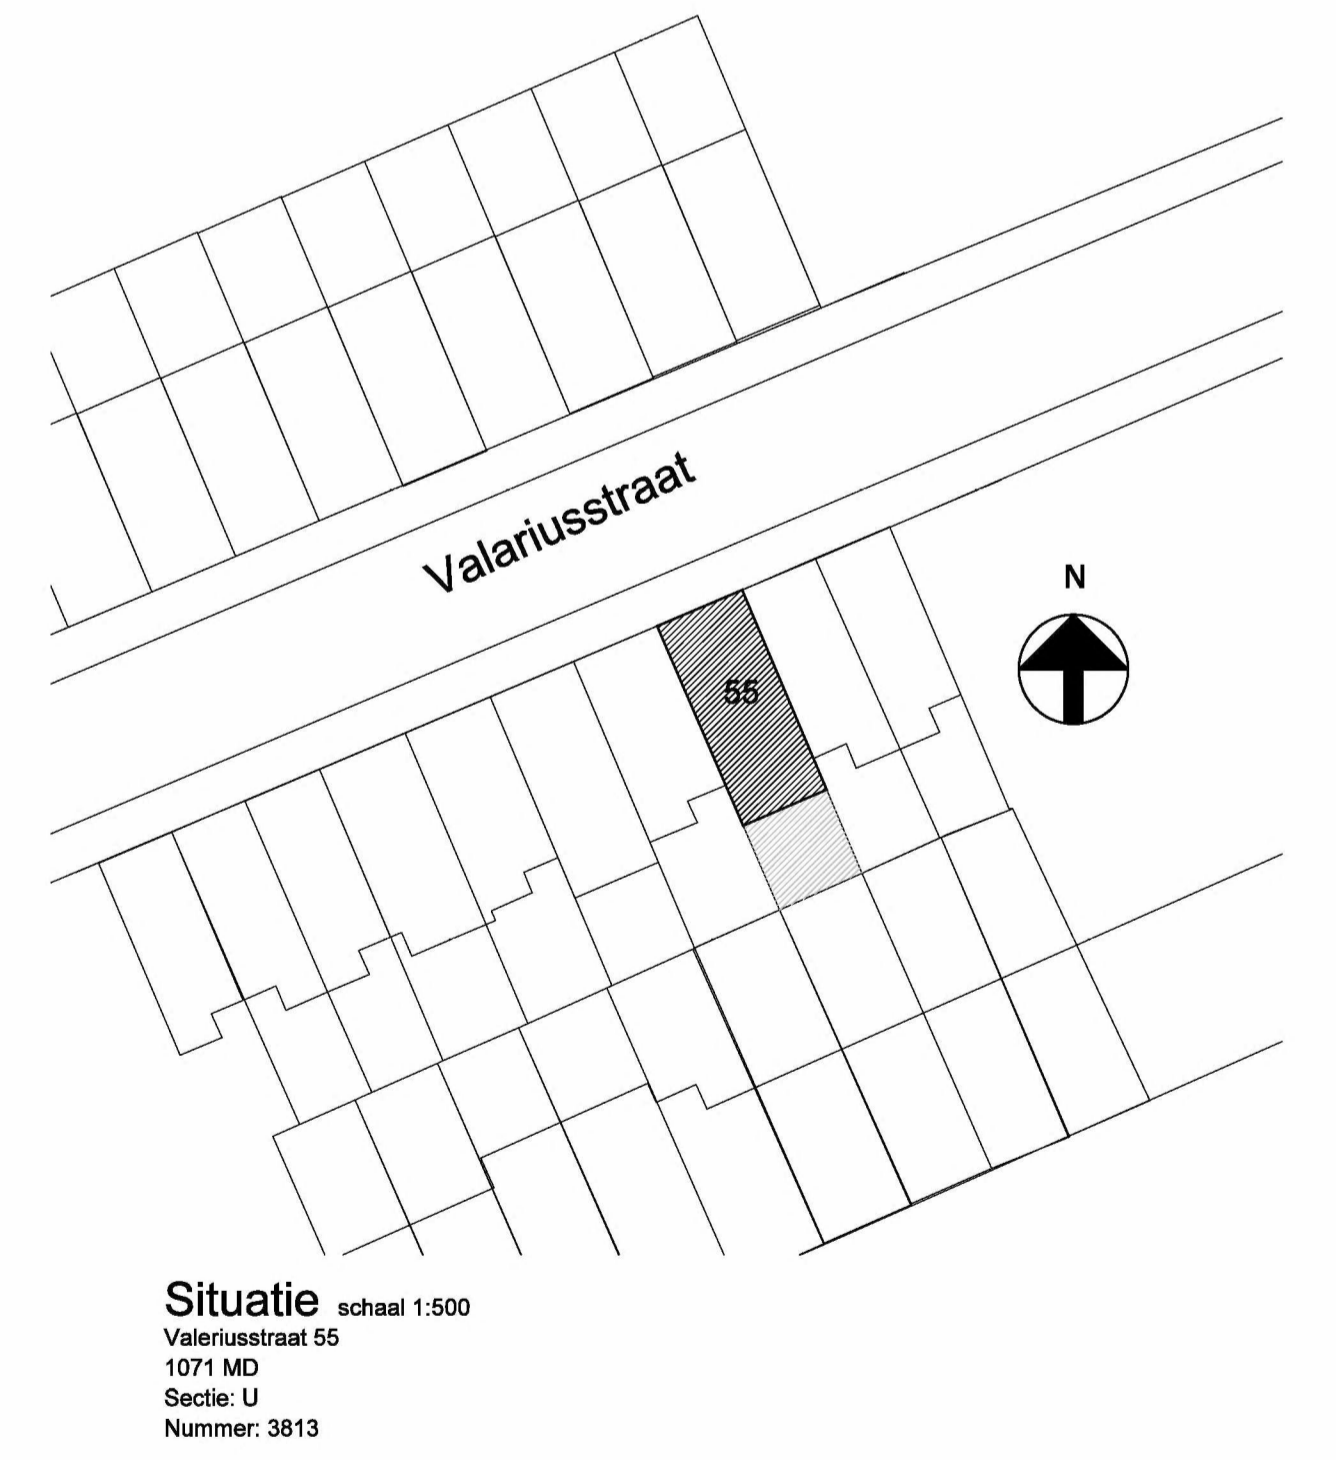 Valariusstraat
N
55
Situatie schaal 1:500
Valeriusstraat 55
1071 MD
Sectie: U
Nummer: 3813